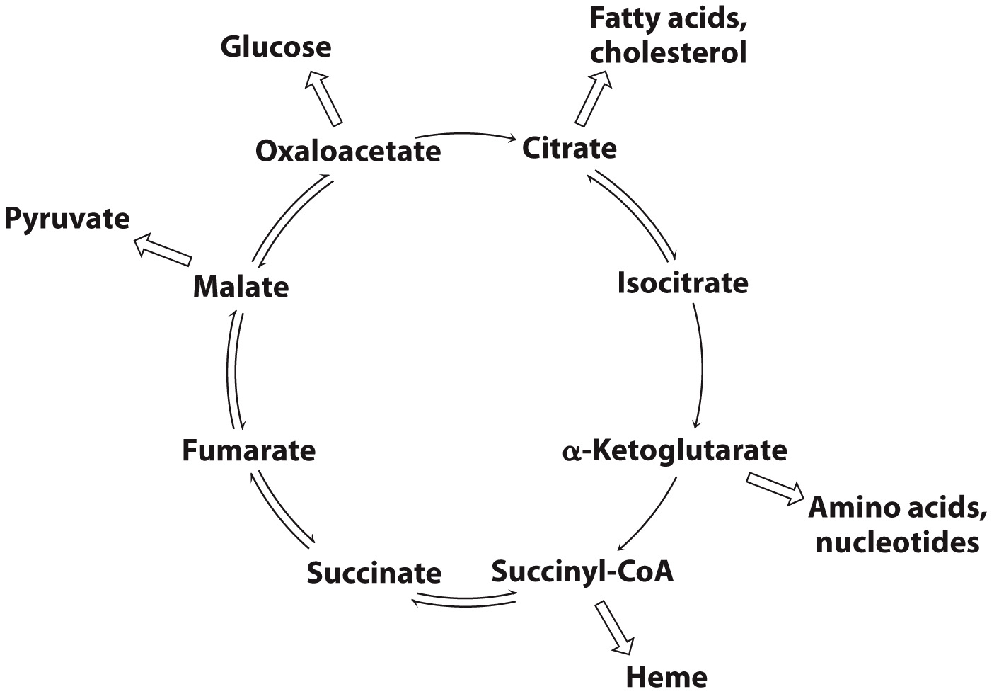 Fatty acids,
cholesterol
Glucose
Oxaloacetate
Citrate
Pyruvate
Malate
Isocitrate
Fumarate
α-Ketoglutarate
Amino acids,
nucleotides
Succinate
Succinyl-CoA
Heme